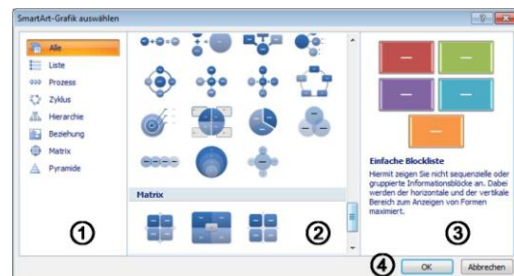 SmartArt-Grafik auswählen
Alle
Liste
Prozess
Zyklus
Hierarchie
Beziehung
Matrix
Pyramide
1
Matrix
2
Einfache Blockliste
Hiermit zeigen Sie nicht sequenzielle oder
gruppierte Informationsblöcke an. Dabei
werden der horizontale und der vertikale
Bereich zum Anzeigen von Formen
maximiert.
3
4
OK
Abbrechen